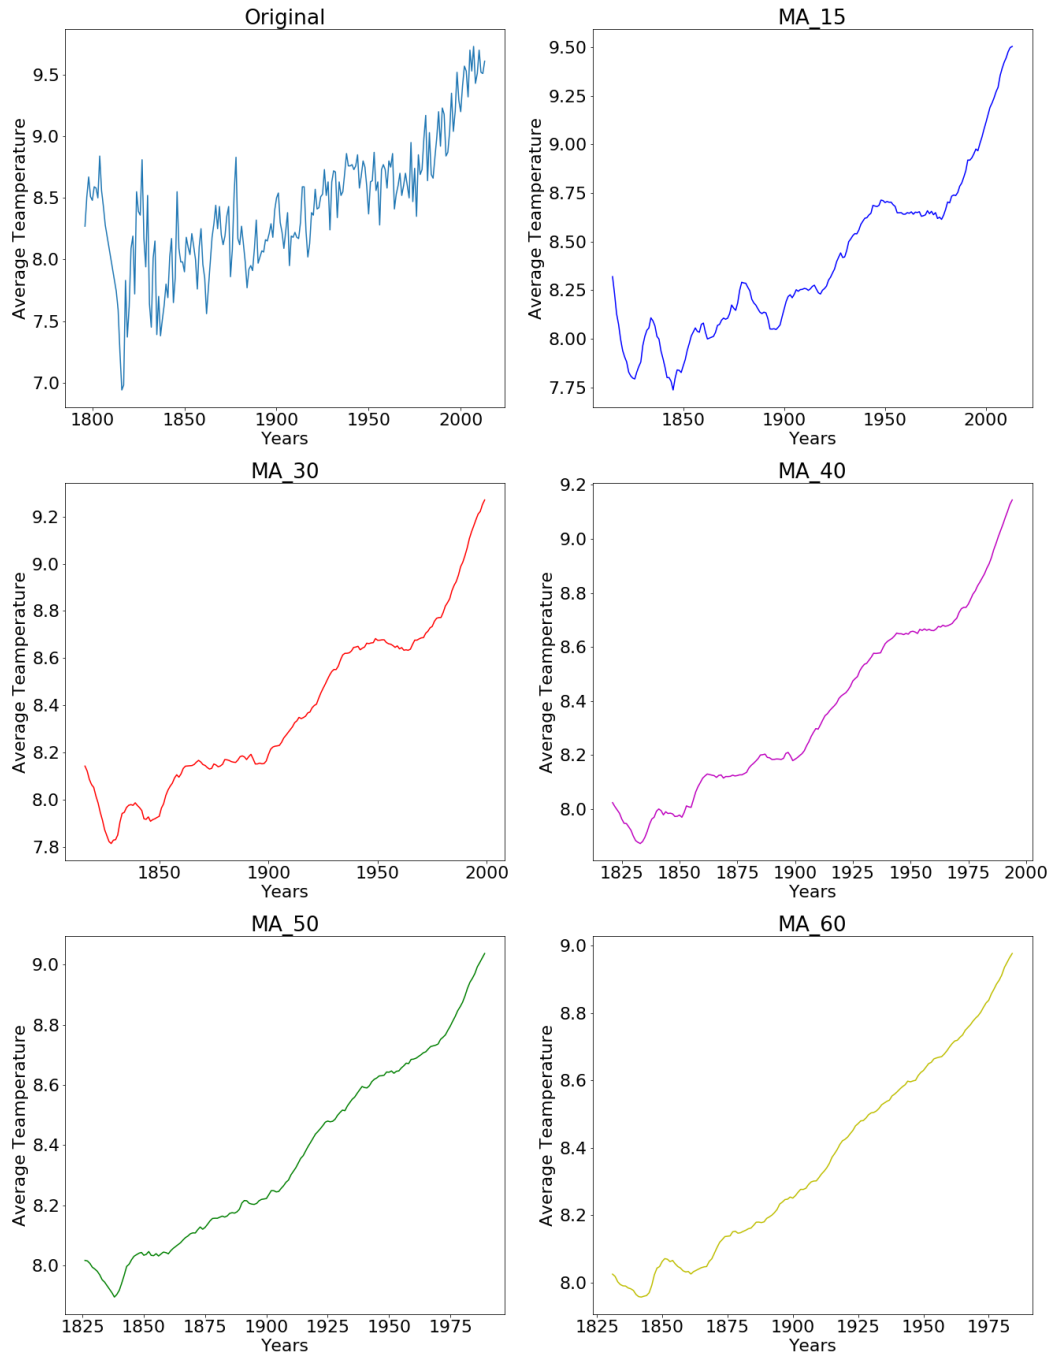 Original
Average Teamperature
9.5
9.0
8.5
8.0
7.5
7.0
1800 1850 1900 1950 2000
Years
MA_15
Average Teamperature
9.50
9.25
9.00
8.75
8.50
8.25
8.00
7.75
1850 1900 1950 2000
Years
MA_30
Average Teamperature
9.2
9.0
8.8
8.6
8.4
8.2
8.0
7.8
1850 1900 1950 2000
Years
MA_40
Average Teamperature
9.2
9.0
8.8
8.6
8.4
8.2
8.0
1825 1850 1875 1900 1925 1950 1975 2000
Years
MA_50
Average Teamperature
9.0
8.8
8.6
8.4
8.2
8.0
1825 1850 1875 1900 1925 1950 1975
Years
MA_60
Average Teamperature
9.0
8.8
8.6
8.4
8.2
8.0
1825 1850 1875 1900 1925 1950 1975
Years